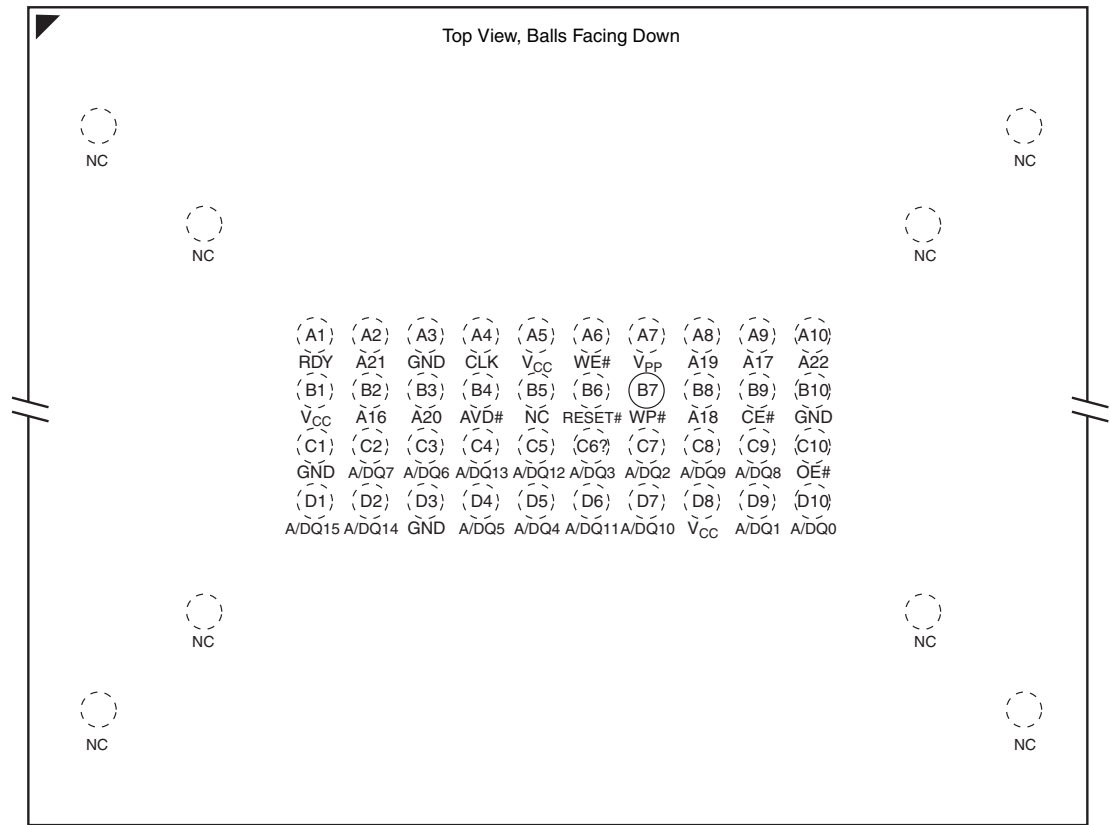 Top View, Balls Facing Down
NC NC
NC NC
A1 A2 A3 A4 A5 A6 A7 A8 A9 A10
RDY A21 GND CLK VCC WE# VPP A19 A17 A22
B1 B2 B3 B4 B5 B6 B7 B8 B9 B10
VCC A16 A20 AVD# NC RESET# WP# A18 CE# GND
C1 C2 C3 C4 C5 C6? C7 C8 C9 C10
GND A/DQ7 A/DQ6 A/DQ13 A/DQ12 A/DQ3 A/DQ2 A/DQ9 A/DQ8 OE#
D1 D2 D3 D4 D5 D6 D7 D8 D9 D10
A/DQ15 A/DQ14 GND A/DQ5 A/DQ4 A/DQ11 A/DQ10 VCC A/DQ1 A/DQ0
NC NC
NC NC